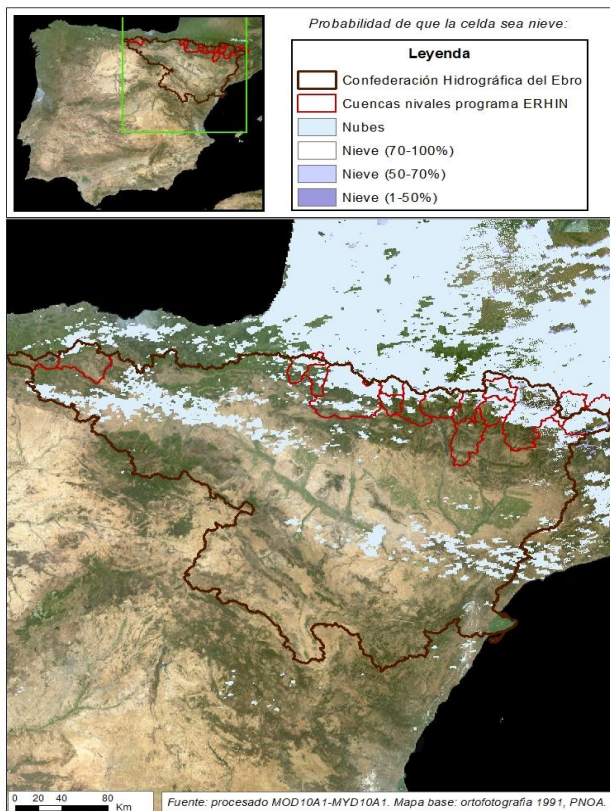 Probabilidad de que la celda sea nieve:
Leyenda
Confederación Hidrográfica del Ebro
Cuencas nivales programa ERHIN
Nubes
Nieve (70-100%)
Nieve (50-70%)
Nieve (1-50%)
0 20 40 80
Km
Fuente: procesado MOD10A1-MYD10A1. Mapa base: ortofotografia 1991, PNOA.